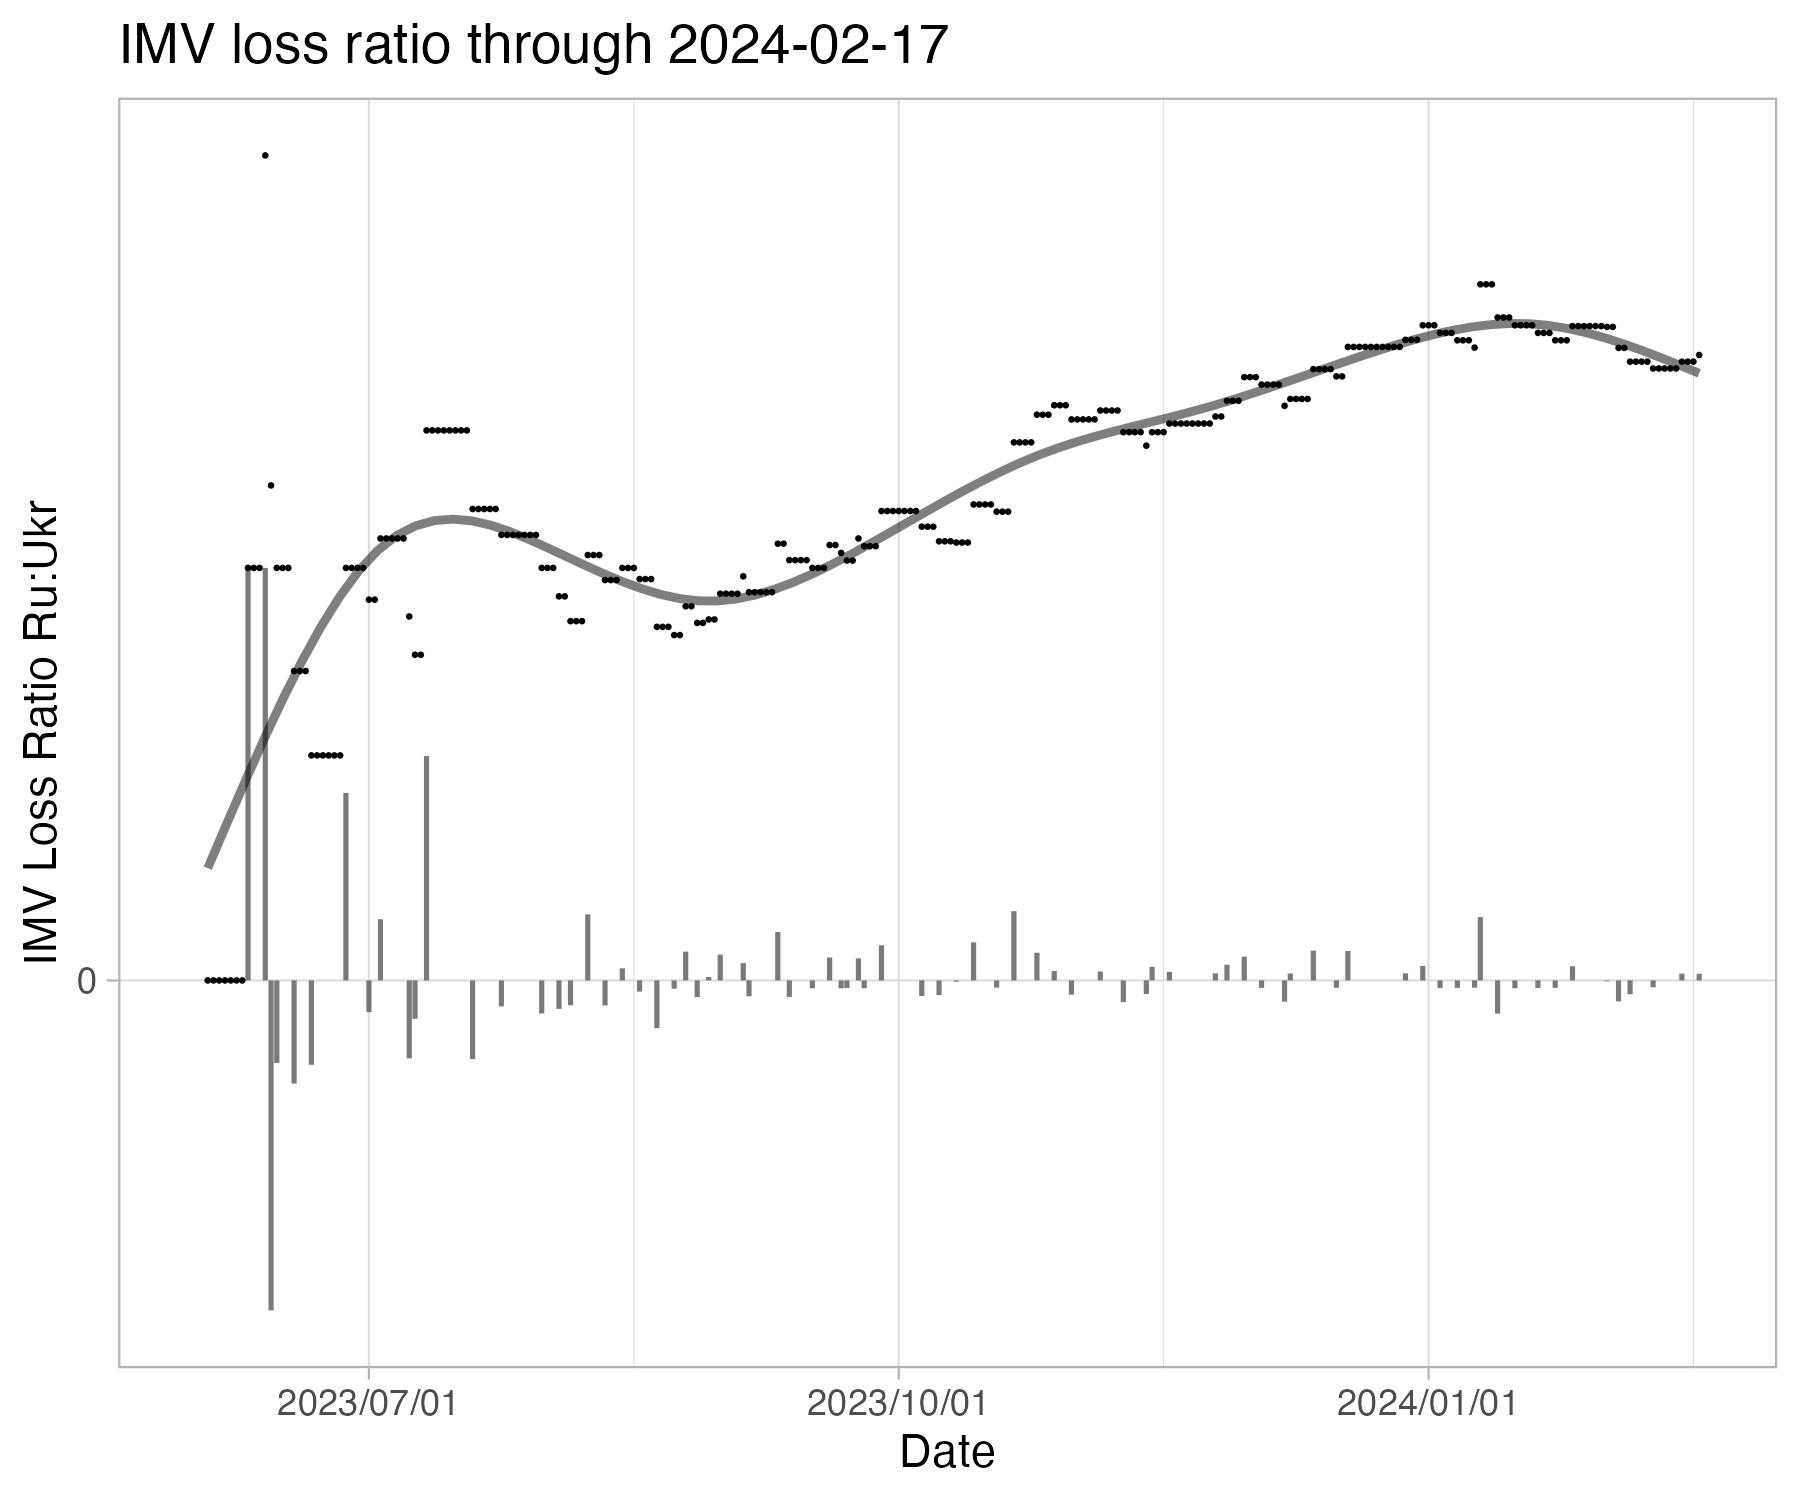 IMV loss ratio through 2024-02-17
IMV Loss Ratio Ru:Ukr
0
2023/07/01
2023/10/01
2024/01/01
Date